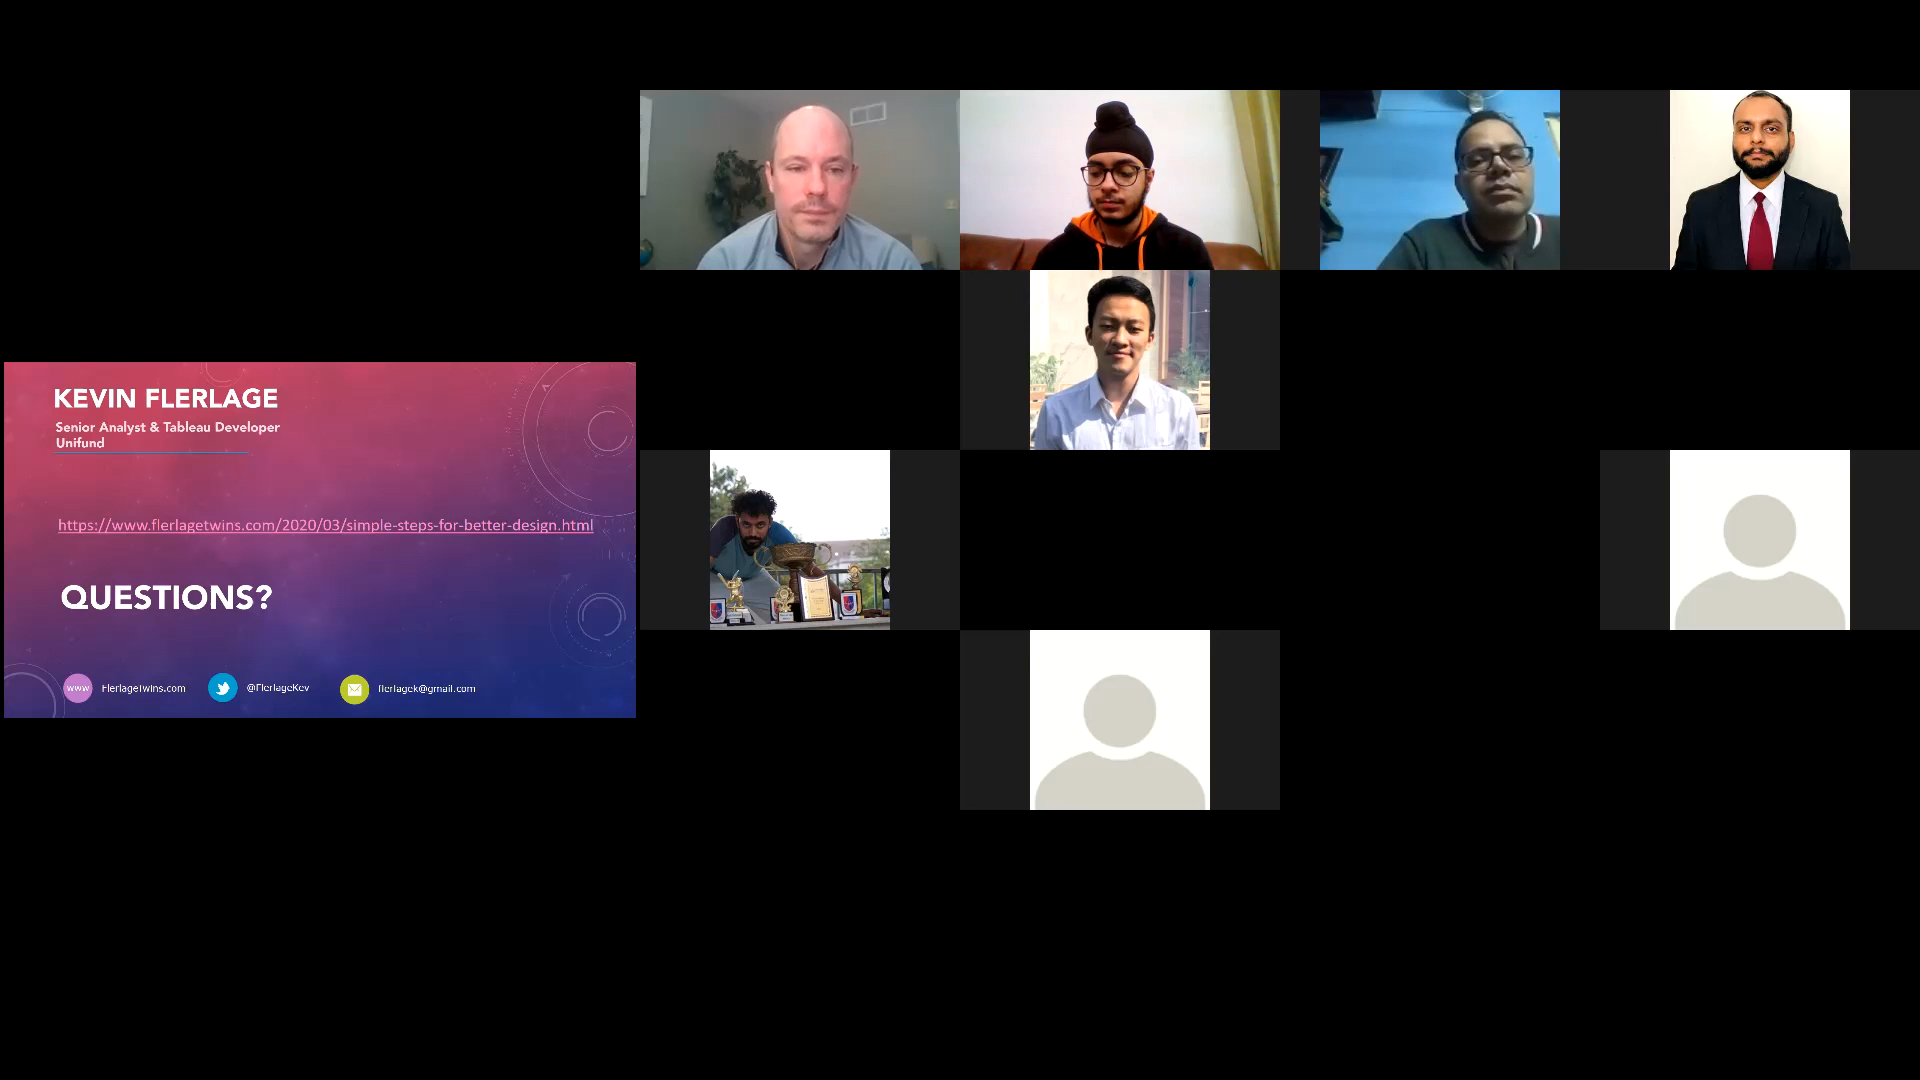 KEVIN FLERLAGE
Senior Analyst & Tableau Developer
Unifund
https://www.flerlagetwins.com/2020/03/simple-steps-for-better-design.html
QUESTIONS?
www FlerlageTwins.com @FlerlageKev flerlagek@gmail.com